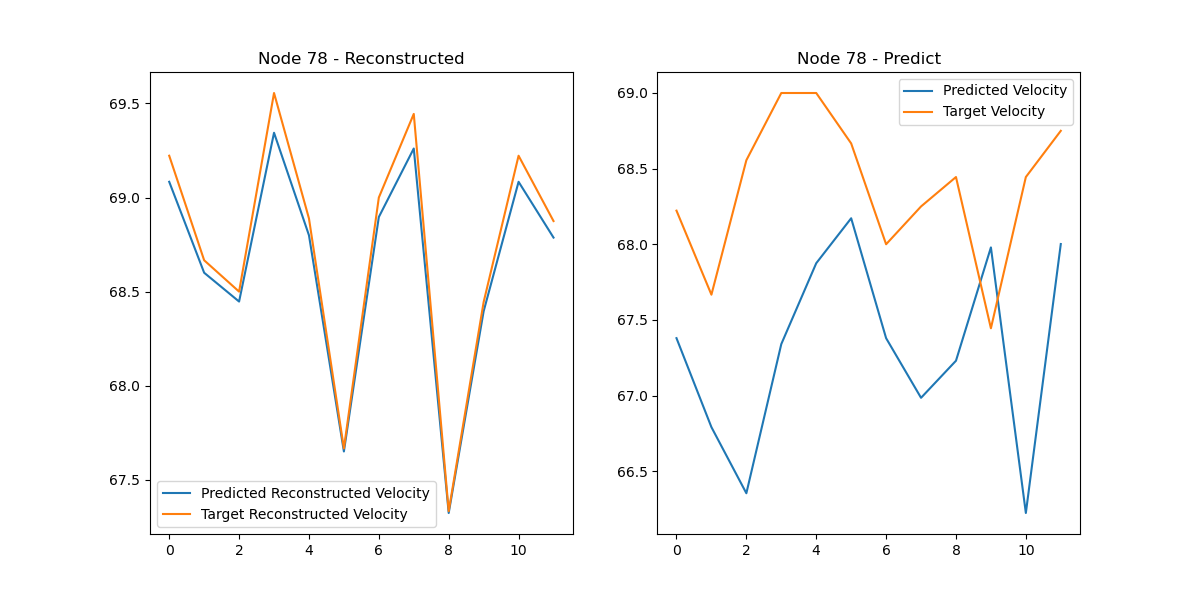 Node 78 - Reconstructed
69.5
69.0
68.5
68.0
67.5
Predicted Reconstructed Velocity
Target Reconstructed Velocity
0 2 4 6 8 10
Node 78 - Predict
Predicted Velocity
Target Velocity
69.0
68.5
68.0
67.5
67.0
66.5
0 2 4 6 8 10